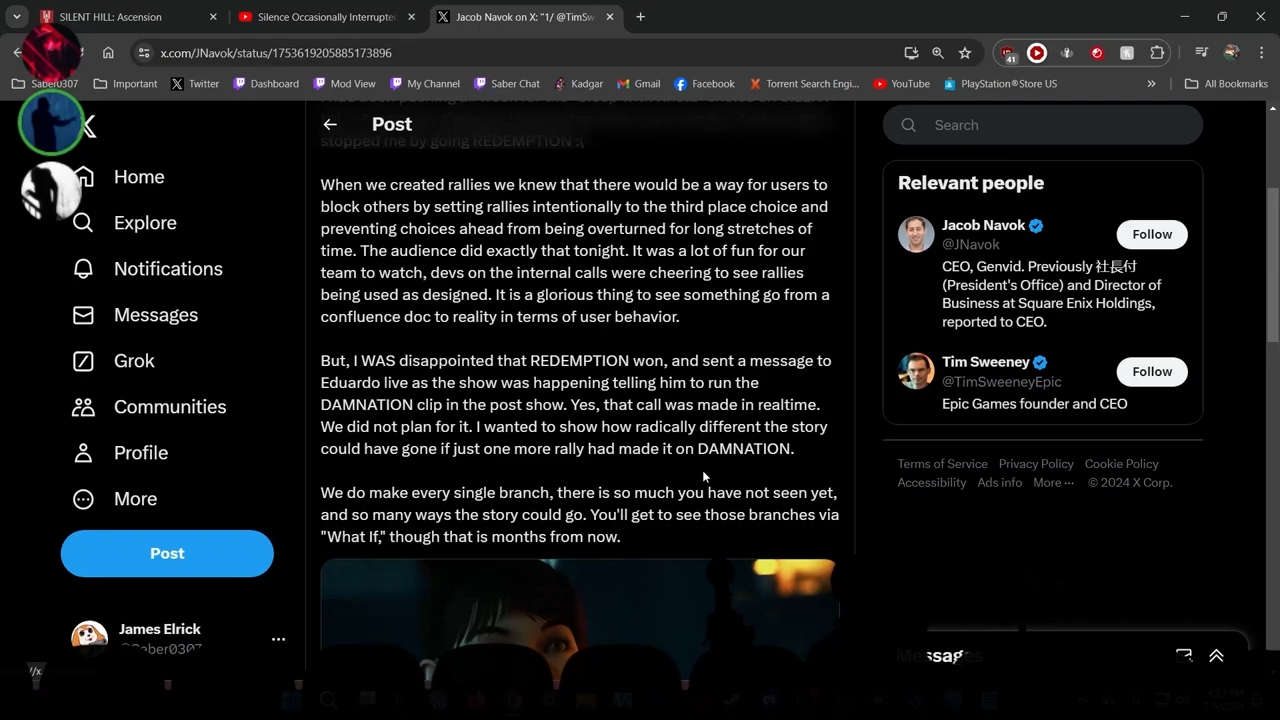 SILENT HILL: Ascension
Silence Occasionally Interrupted
Jacob Navok on X: "1/ @TimSw
x.com/JNavok/status/1753619205885173896
41
Saber0307
Important
Twitter
Dashboard
Mod View
My Channel
Saber Chat
Kadgar
Gmail
Facebook
Torrent Search Engi...
YouTube
PlayStation®Store US
All Bookmarks
Post
Search
stopped me by going REDEMPTION :(
Home
Explore
Notifications
Messages
Grok
Communities
Profile
More
Post
James Elrick
@Saber0307
When we created rallies we knew that there would be a way for users to
block others by setting rallies intentionally to the third place choice and
preventing choices ahead from being overturned for long stretches of
time. The audience did exactly that tonight. It was a lot of fun for our
team to watch, devs on the internal calls were cheering to see rallies
being used as designed. It is a glorious thing to see something go from a
confluence doc to reality in terms of user behavior.
But, I WAS disappointed that REDEMPTION won, and sent a message to
Eduardo live as the show was happening telling him to run the
DAMNATION clip in the post show. Yes, that call was made in realtime.
We did not plan for it. I wanted to show how radically different the story
could have gone if just one more rally had made it on DAMNATION.
We do make every single branch, there is so much you have not seen yet,
and so many ways the story could go. You'll get to see those branches via
"What If," though that is months from now.
Relevant people
Jacob Navok
@JNavok
Follow
CEO, Genvid. Previously 社長付
(President's Office) and Director of
Business at Square Enix Holdings,
reported to CEO.
Tim Sweeney
@TimSweeneyEpic
Follow
Epic Games founder and CEO
Terms of Service Privacy Policy Cookie Policy
Accessibility Ads info More ··· © 2024 X Corp.
Messages
//x.